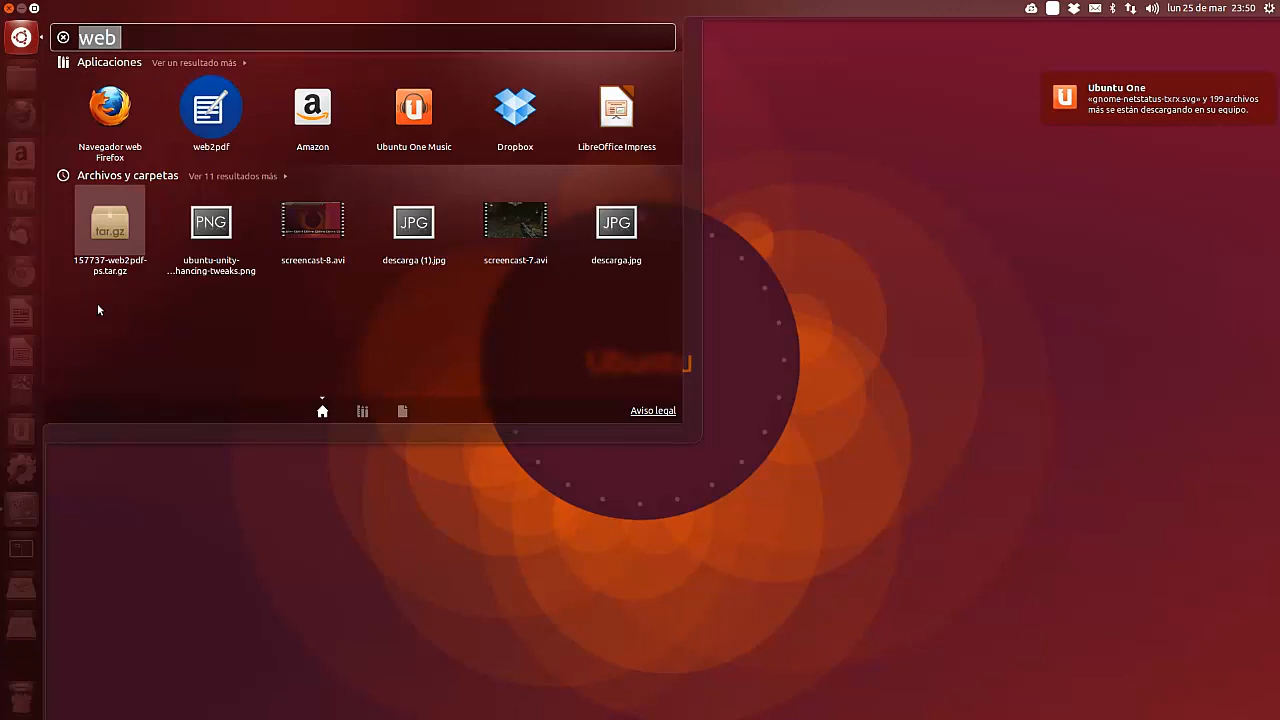 lun 25 de mar 23:50
web
Aplicaciones Ver un resultado más
Navegador web
Firefox
web2pdf
Amazon
Ubuntu One Music
Dropbox
LibreOffice Impress
Archivos y carpetas Ver 11 resultados más
tar.gz
157737-web2pdf-
ps.tar.gz
PNG
ubuntu-unity-
...hancing-tweaks.png
screencast-8.avi
JPG
descarga (1).jpg
screencast-7.avi
JPG
descarga.jpg
Ubuntu One
«gnome-netstatus-txrx.svg» y 199 archivos
más se están descargando en su equipo.
Ubuntu
Aviso legal